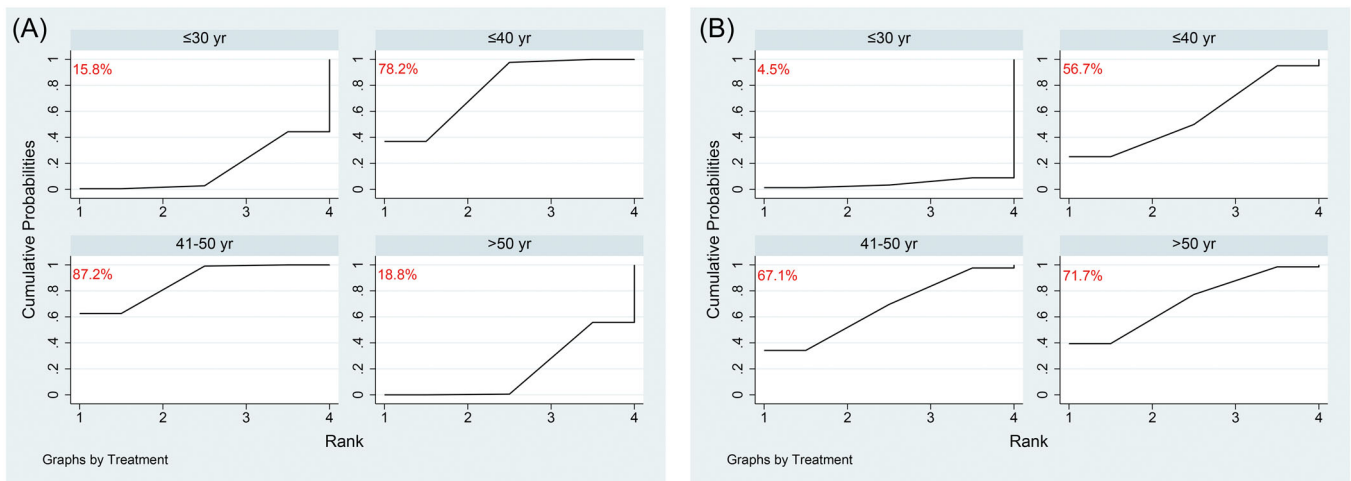 (A)
≤30 yr
≤40 yr
15.8%
78.2%
0 .2 .4 .6 .8 1
1 2 3 4
1 2 3 4
0 .2 .4 .6 .8 1
41-50 yr
>50 yr
87.2%
18.8%
0 .2 .4 .6 .8 1
1 2 3 4
1 2 3 4
0 .2 .4 .6 .8 1
Cumulative Probabilities
Rank
Graphs by Treatment
(B)
≤30 yr
≤40 yr
4.5%
56.7%
0 .2 .4 .6 .8 1
1 2 3 4
1 2 3 4
0 .2 .4 .6 .8 1
41-50 yr
>50 yr
67.1%
71.7%
0 .2 .4 .6 .8 1
1 2 3 4
1 2 3 4
0 .2 .4 .6 .8 1
Cumulative Probabilities
Rank
Graphs by Treatment